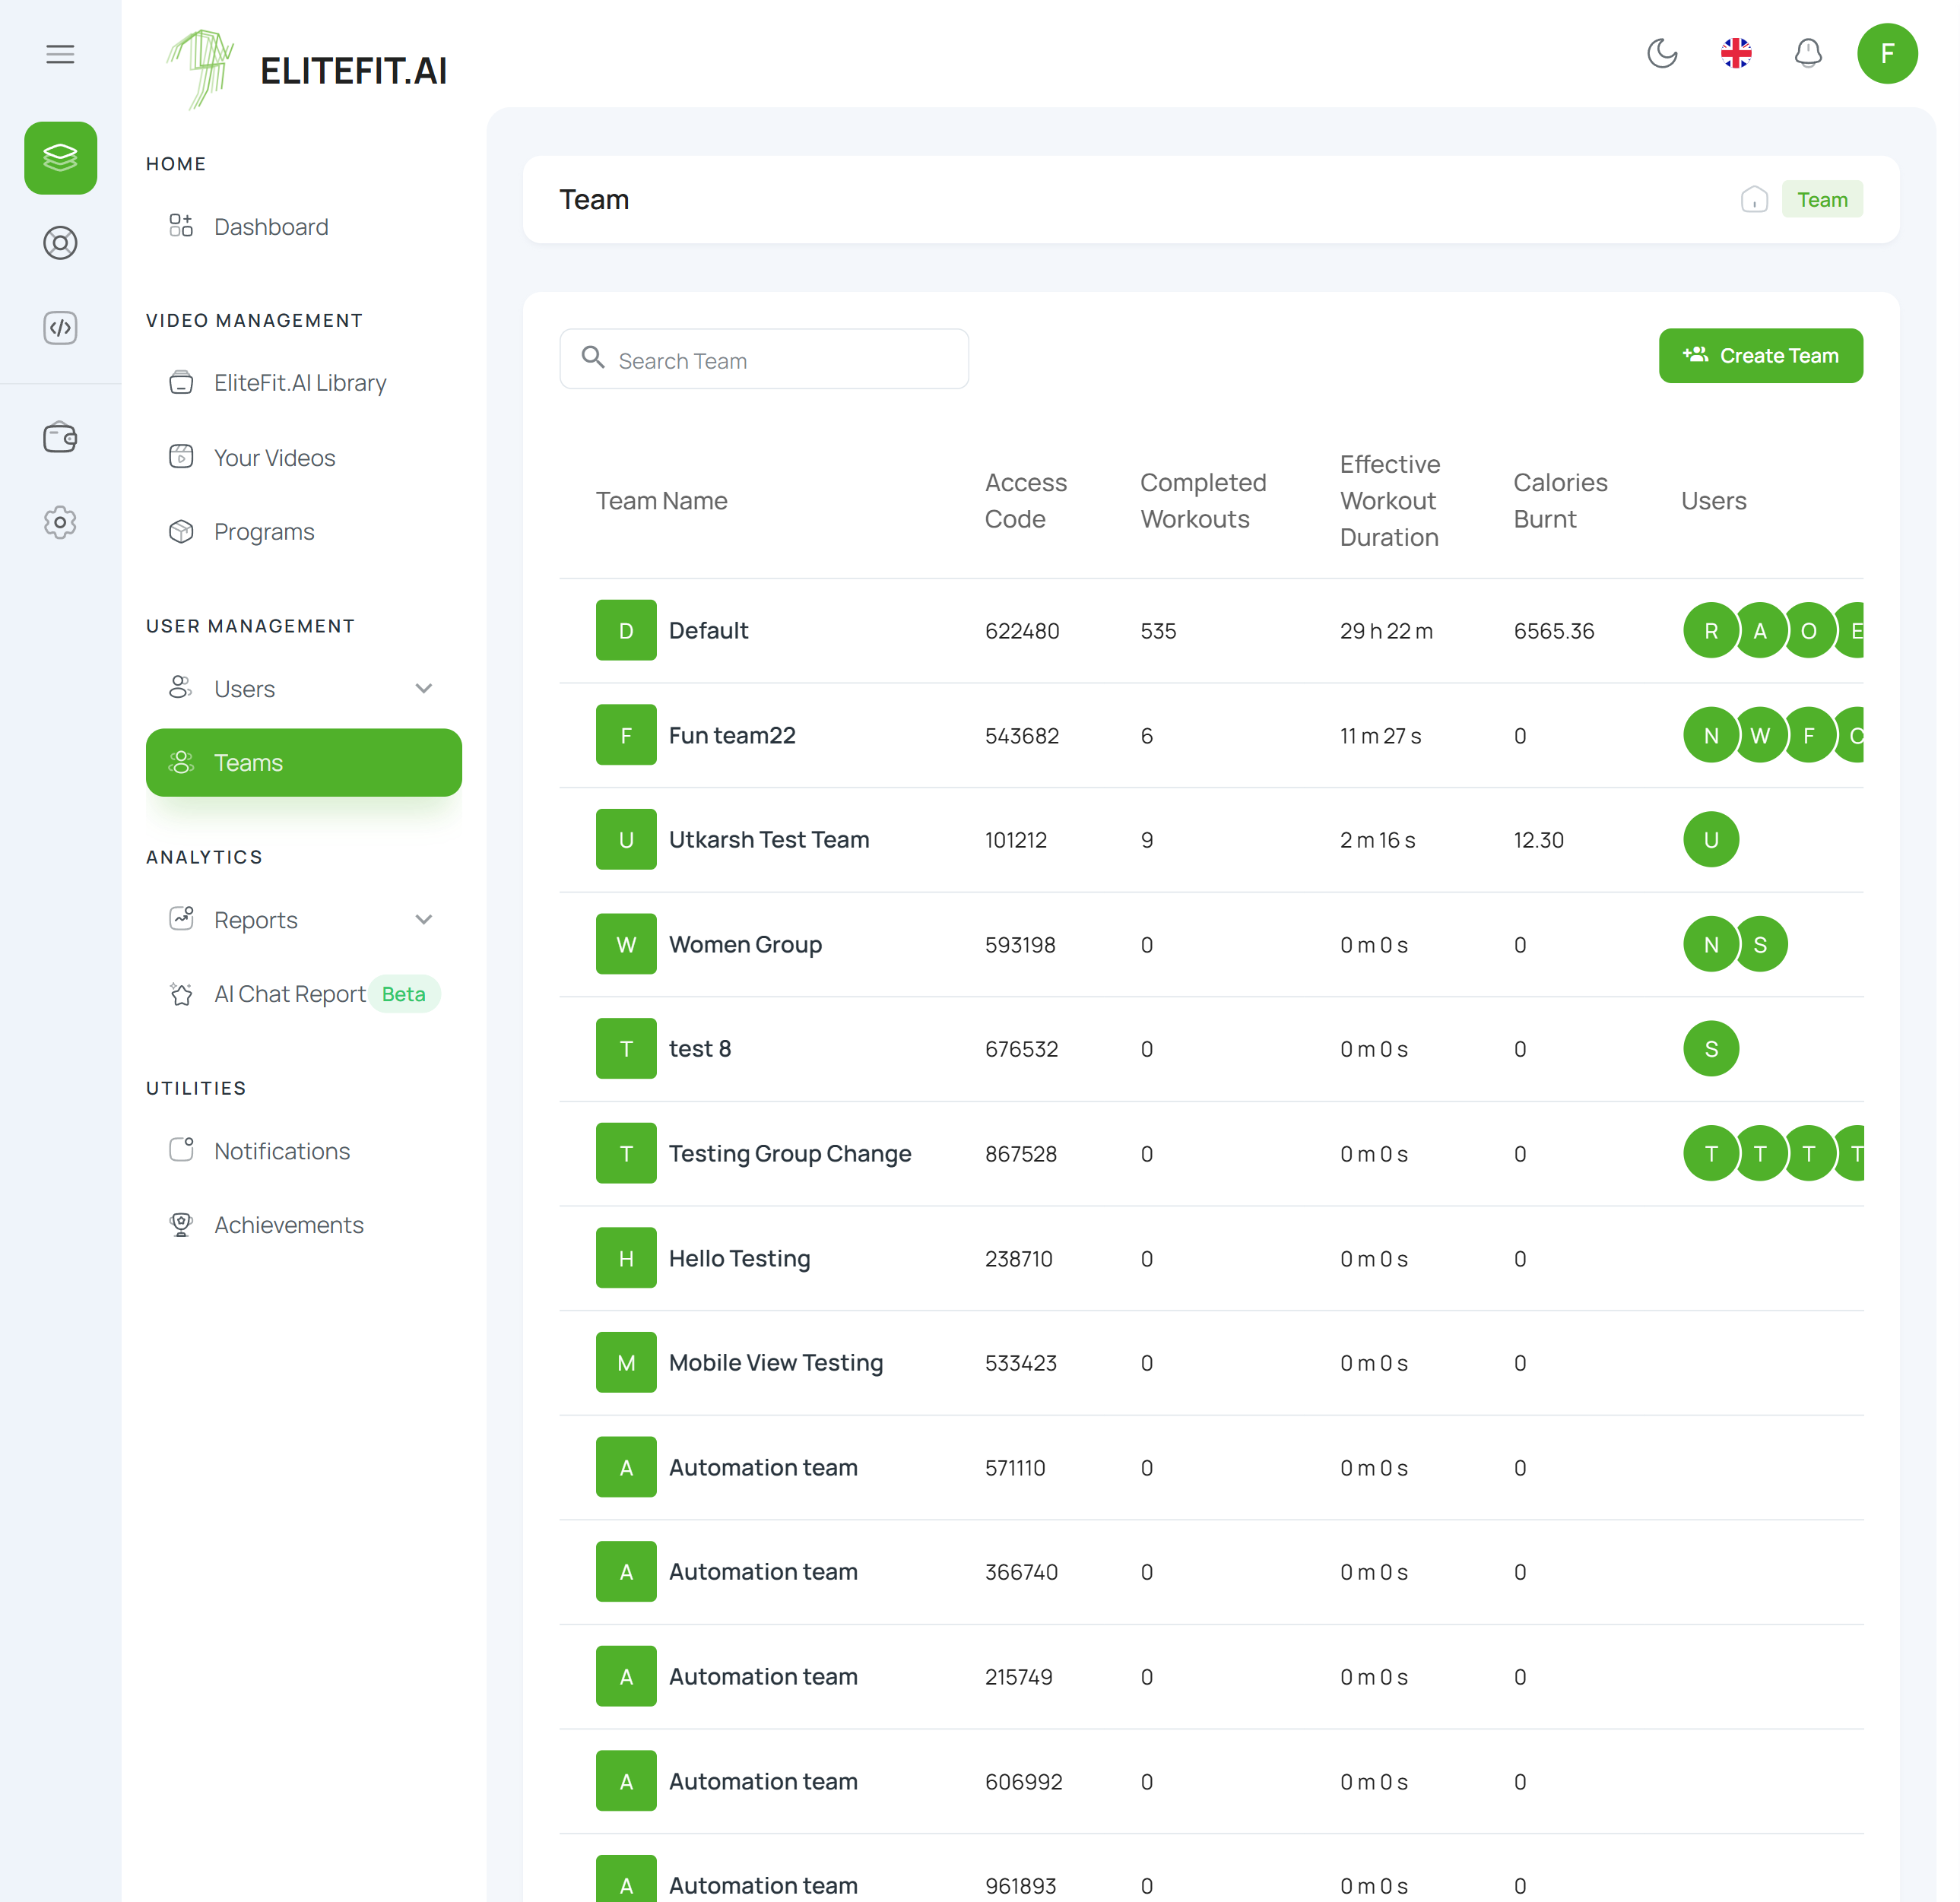 ELITEFIT.AI
F
HOME
Dashboard
VIDEO MANAGEMENT
EliteFit.AI Library
Your Videos
Programs
USER MANAGEMENT
Users
Teams
ANALYTICS
Reports
AI Chat Report Beta
UTILITIES
Notifications
Achievements
Team
Team
Search Team
Create Team
Team Name
Access
Code
Completed
Workouts
Effective
Workout
Duration
Calories
Burnt
Users
D Default 622480 535 29 h 22 m 6565.36 R A O E
F Fun team22 543682 6 11 m 27 s 0 N W F
U Utkarsh Test Team 101212 9 2 m 16 s 12.30 U
W Women Group 593198 0 0 m 0 s 0 N S
T test 8 676532 0 0 m 0 s 0 S
T Testing Group Change 867528 0 0 m 0 s 0 T T T T
H Hello Testing 238710 0 0 m 0 s 0
M Mobile View Testing 533423 0 0 m 0 s 0
A Automation team 571110 0 0 m 0 s 0
A Automation team 366740 0 0 m 0 s 0
A Automation team 215749 0 0 m 0 s 0
A Automation team 606992 0 0 m 0 s 0
A Automation team 961893 0 0 m 0 s 0